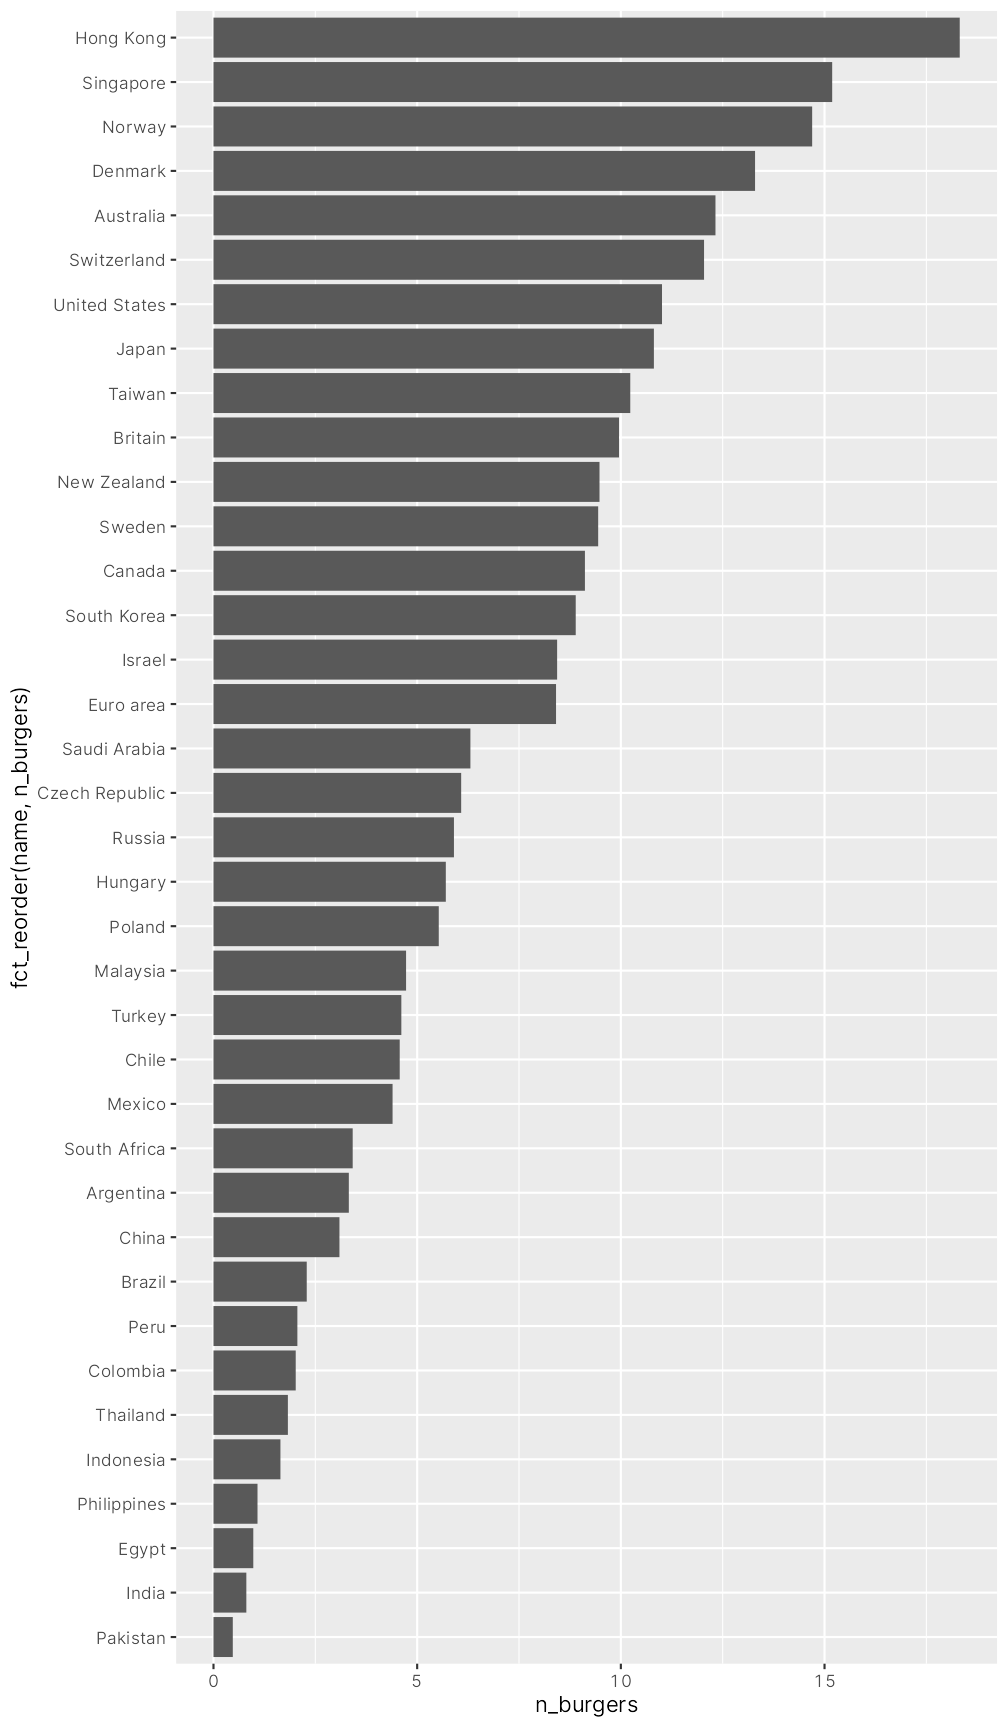 Hong Kong
Singapore
Norway
Denmark
Australia
Switzerland
United States
Japan
Taiwan
Britain
New Zealand
Sweden
Canada
South Korea
Israel
Euro area
Saudi Arabia
Czech Republic
Russia
Hungary
Poland
Malaysia
Turkey
Chile
Mexico
South Africa
Argentina
China
Brazil
Peru
Colombia
Thailand
Indonesia
Philippines
Egypt
India
Pakistan
fct_reorder(name, n_burgers)
0 5 10 15
n_burgers